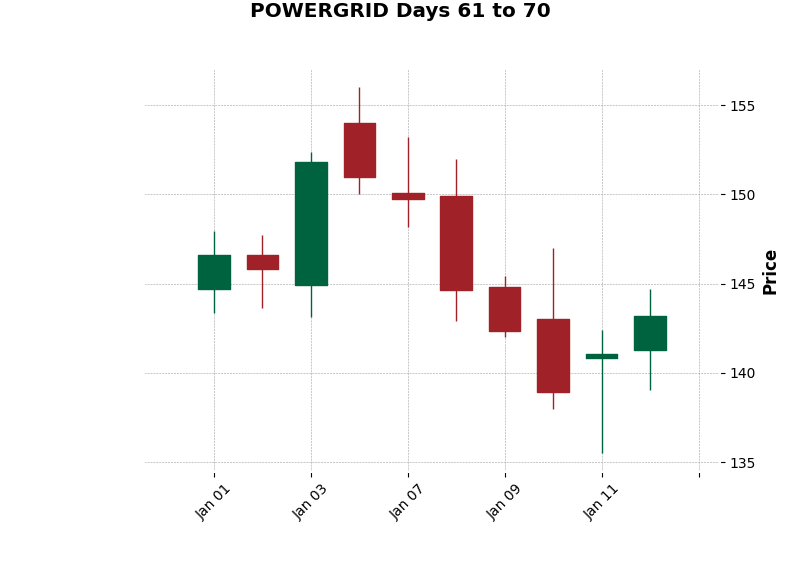 POWERGRID Days 61 to 70
155
150
145
140
135
Price
Jan 01
Jan 03
Jan 07
Jan 09
Jan 11